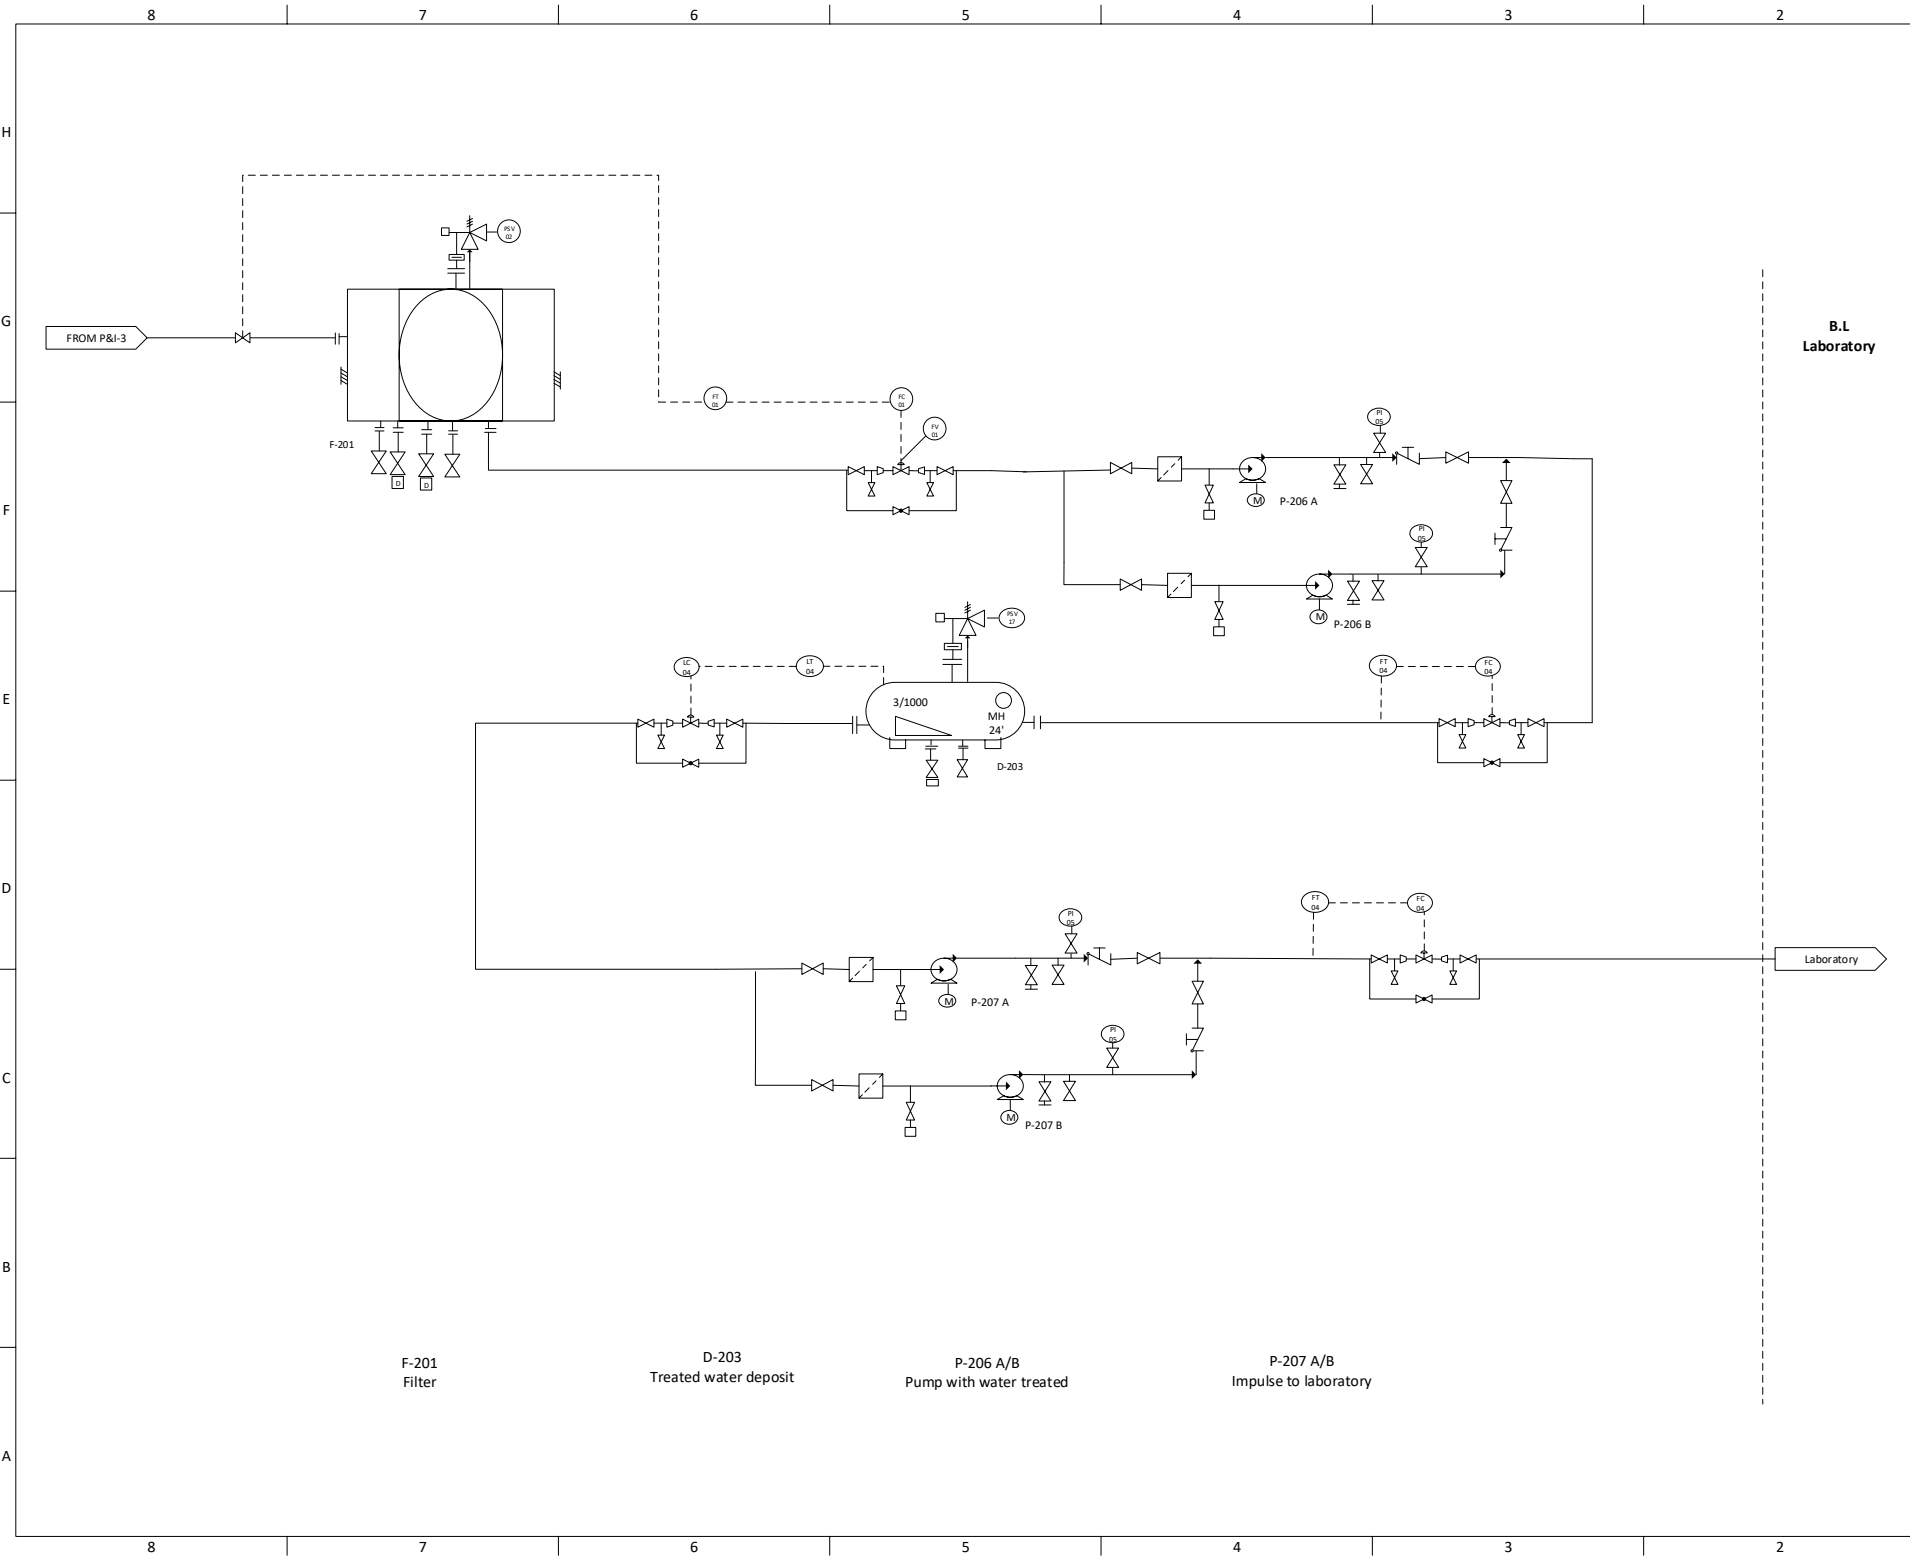 8 7 6 5 4 3 2
H
PSV
02
G
FROM P&I-3
B.L
Laboratory
FT
01
FC
01
FV
01
PI
05
F-201
D
D
M
P-206 A
F
PI
05
M
P-206 B
PSV
17
LC
04
LT
04
FT
04
FC
04
E
3/1000
MH
24'
D-203
D
FT
04
FC
04
PI
05
Laboratory
M
P-207 A
PI
05
C
M
P-207 B
B
F-201
Filter
D-203
Treated water deposit
P-206 A/B
Pump with water treated
P-207 A/B
Impulse to laboratory
A
8 7 6 5 4 3 2